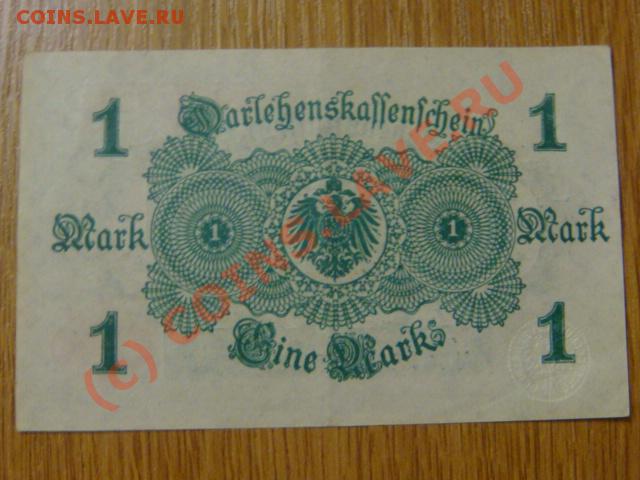 COINS.LAVE.RU
1 Darlehenskassenschein 1
Mark 1 1 Mark
1 Eine Mark 1
(c) COINS.LAVE.RU